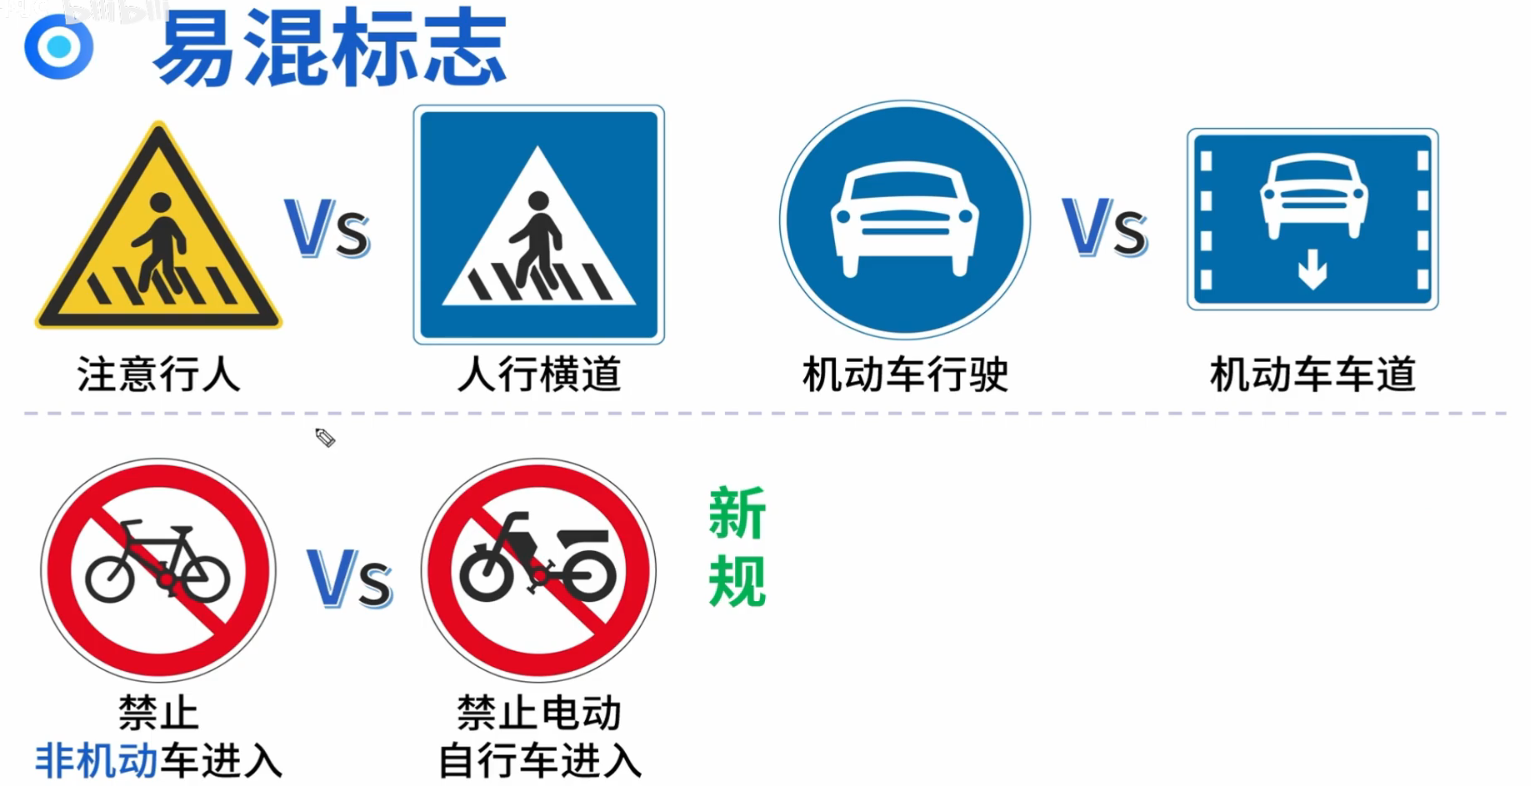 bilibili
易混标志
Vs
Vs
注意行人
人行横道
机动车行驶
机动车车道
Vs
新
规
禁止
非机动车进入
禁止电动
自行车进入